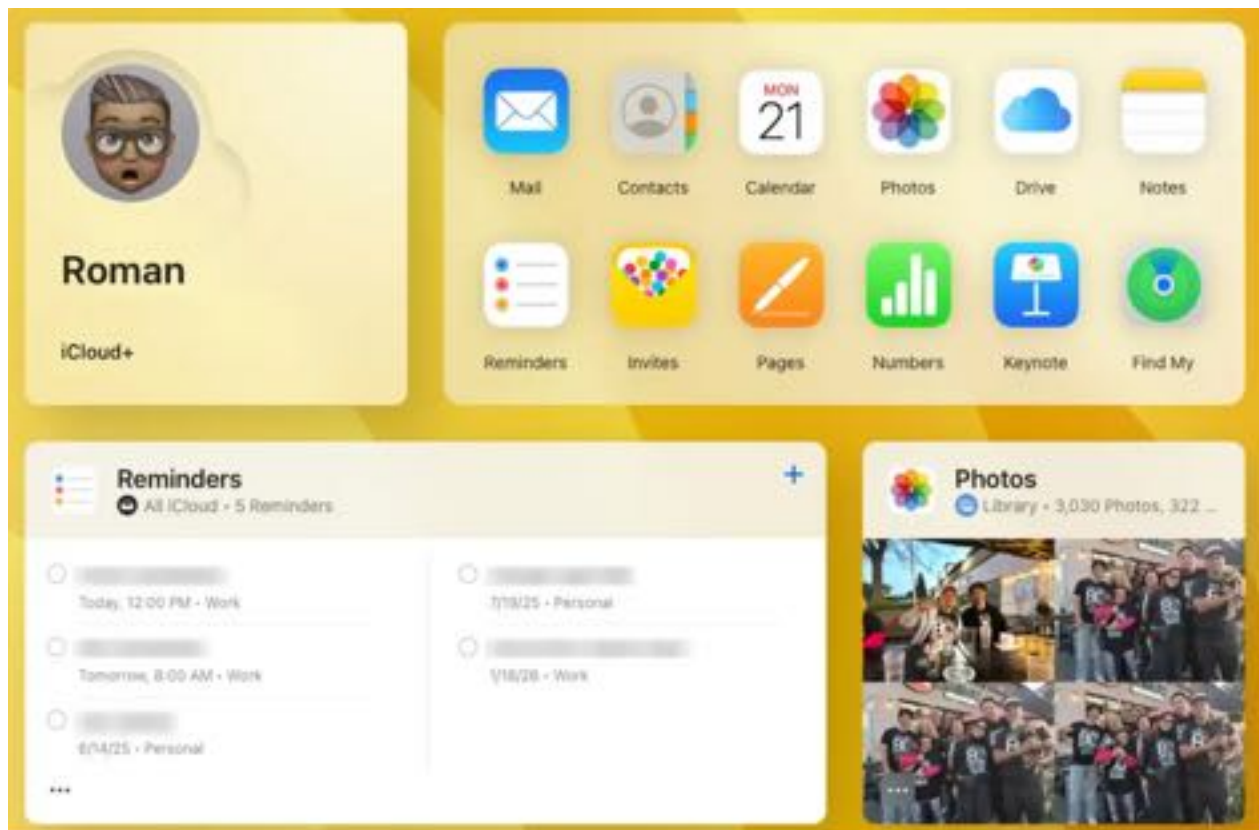 Roman
iCloud+
MON
21
Mail
Contacts
Calendar
Photos
Drive
Notes
Reminders
Invites
Pages
Numbers
Keynote
Find My
Reminders
All iCloud • 5 Reminders
Today, 12:00 PM • Work
Tomorrow, 8:00 AM • Work
6/14/25 • Personal
7/19/25 • Personal
1/18/26 • Work
Photos
Library • 3,030 Photos, 322 ...